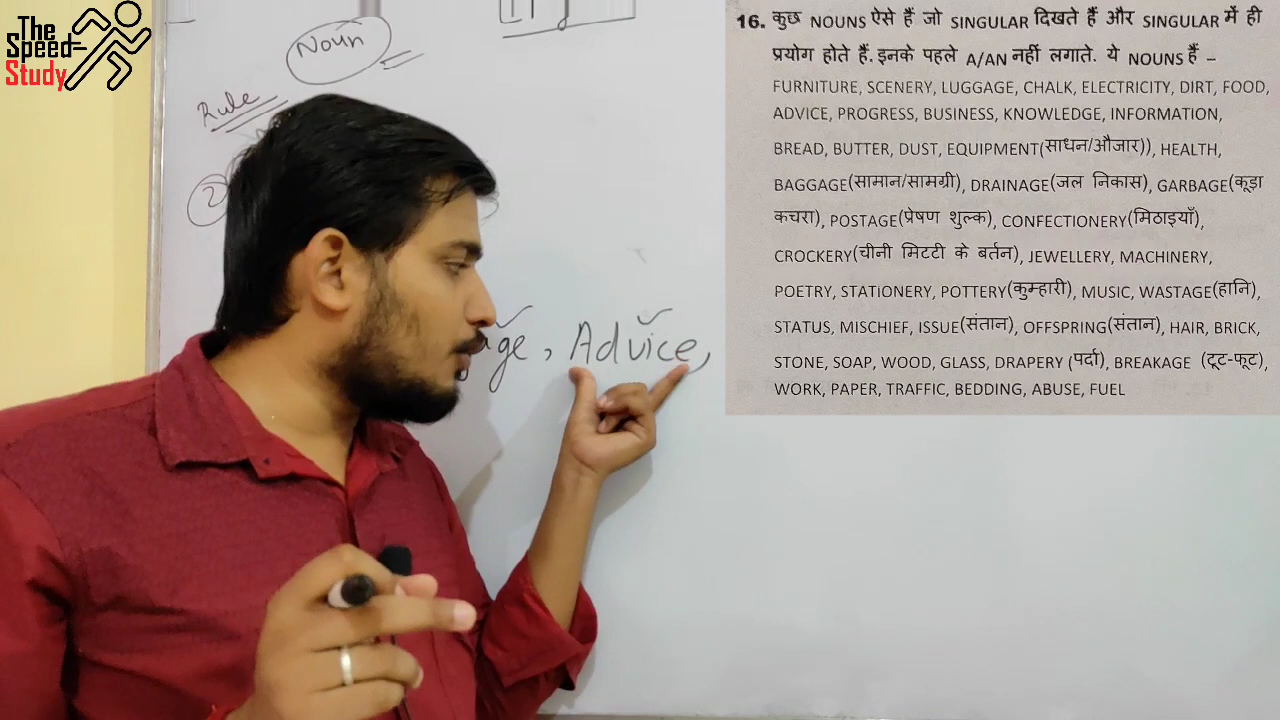 The
Speed
Study
Noun
Rule
2
age, Advice,
16. कुछ NOUNS ऐसे हैं जो SINGULAR दिखते हैं और SINGULAR में ही
प्रयोग होते हैं. इनके पहले A/AN नहीं लगाते. ये NOUNS हैं –
FURNITURE, SCENERY, LUGGAGE, CHALK, ELECTRICITY, DIRT, FOOD,
ADVICE, PROGRESS, BUSINESS, KNOWLEDGE, INFORMATION,
BREAD, BUTTER, DUST, EQUIPMENT(साधन/औजार)), HEALTH,
BAGGAGE(सामान/सामग्री), DRAINAGE(जल निकास), GARBAGE(कूड़ा
कचरा), POSTAGE(प्रेषण शुल्क), CONFECTIONERY(मिठाइयाँ),
CROCKERY(चीनी मिटटी के बर्तन), JEWELLERY, MACHINERY,
POETRY, STATIONERY, POTTERY(कुम्हारी), MUSIC, WASTAGE(हानि),
STATUS, MISCHIEF, ISSUE(संतान), OFFSPRING(संतान), HAIR, BRICK,
STONE, SOAP, WOOD, GLASS, DRAPERY (पर्दा), BREAKAGE (टूट-फूट),
WORK, PAPER, TRAFFIC, BEDDING, ABUSE, FUEL